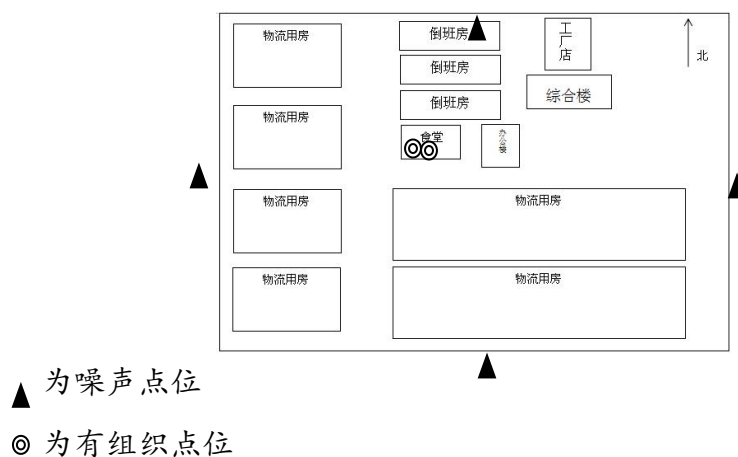 物流用房
倒班房
工厂店
北
倒班房
综合楼
倒班房
物流用房
食堂
办公楼
物流用房
物流用房
物流用房
物流用房
为噪声点位
为有组织点位